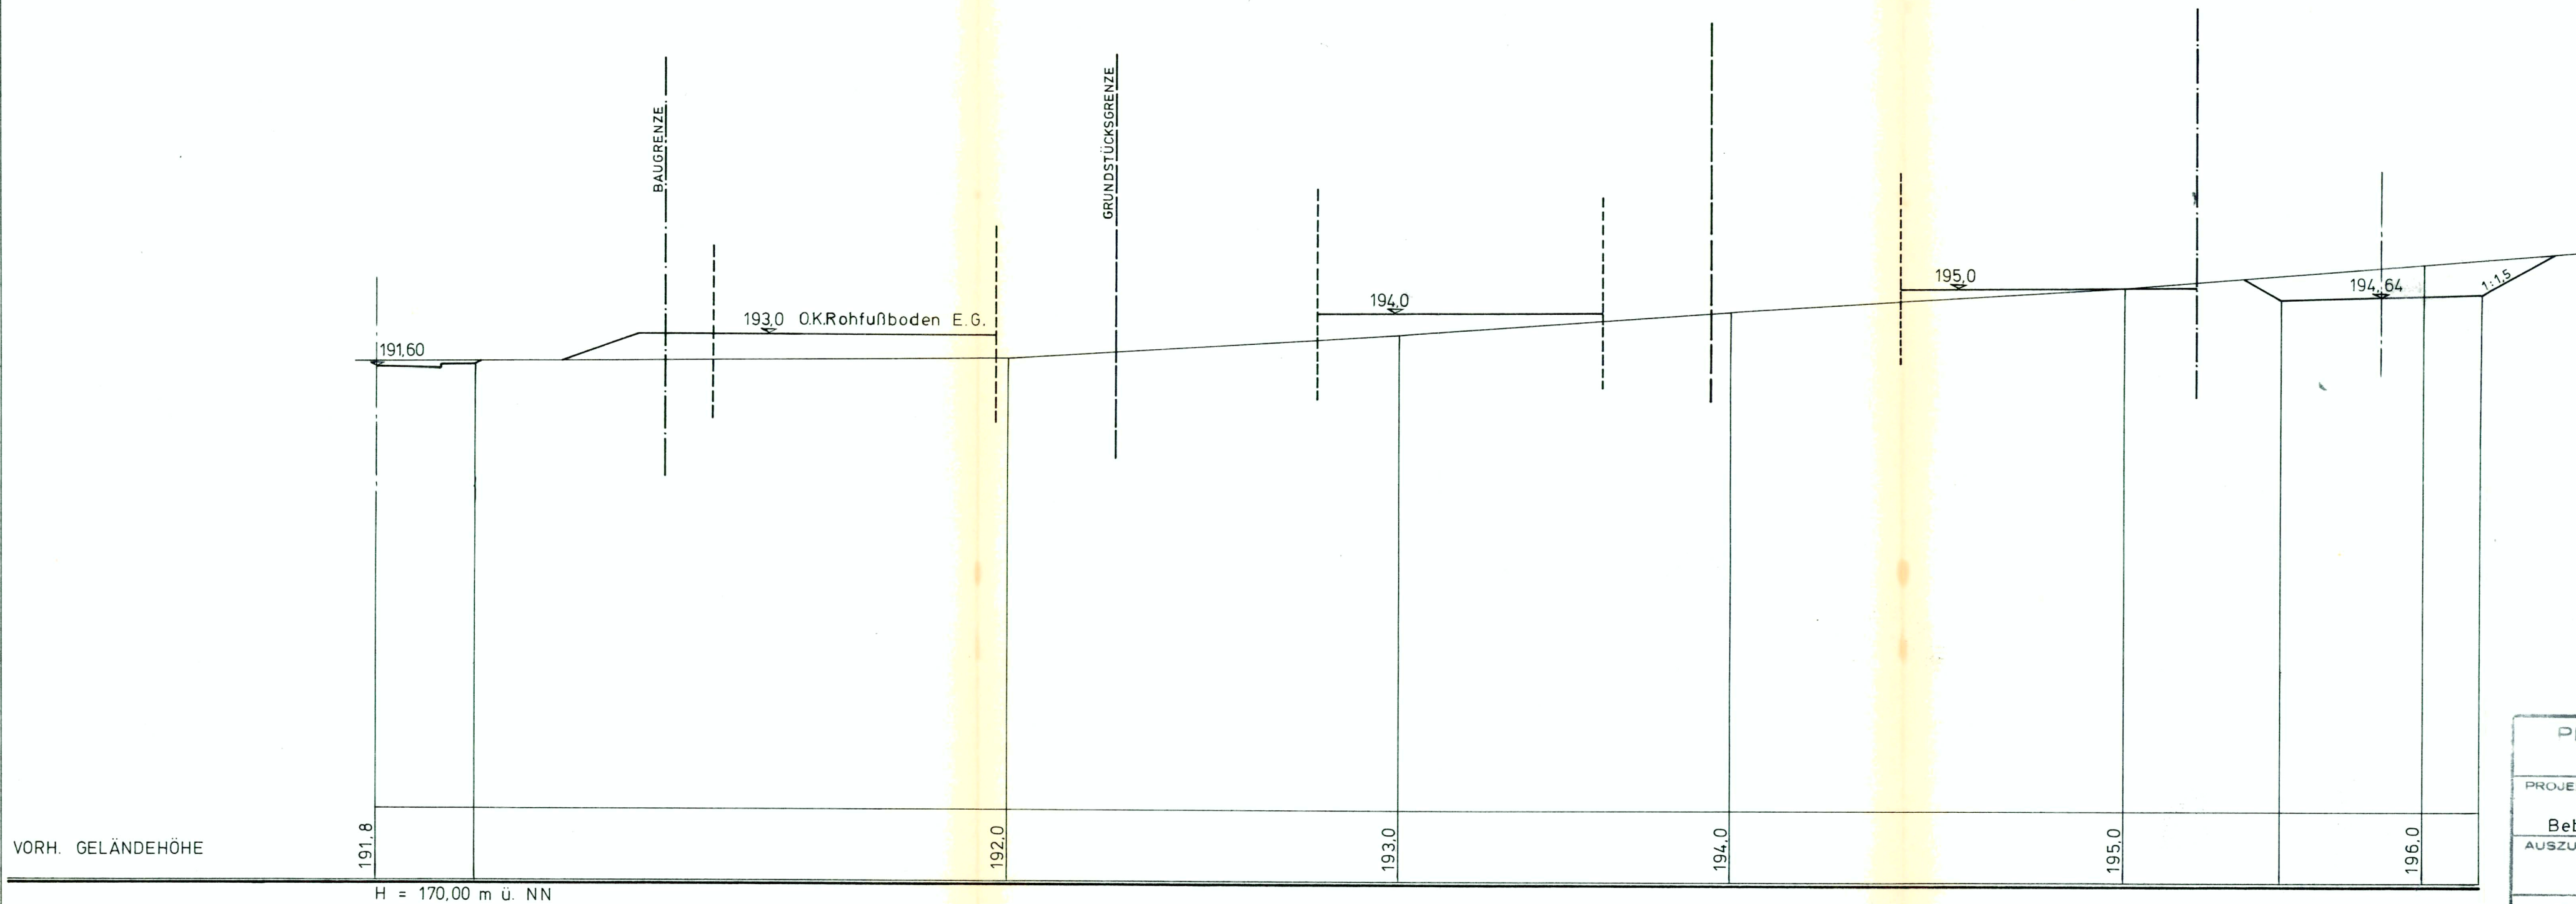 BAUGRENZE
GRUNDSTÜCKSGRENZE
195,0
194,64
1:1,5
194,0
193,0 O.K.Rohfußboden E.G.
191,60
PROJE
Beb
AUSZU
VORH. GELÄNDEHÖHE
191,8
192,0
193,0
194,0
195,0
196,0
H = 170,00 m ü. NN